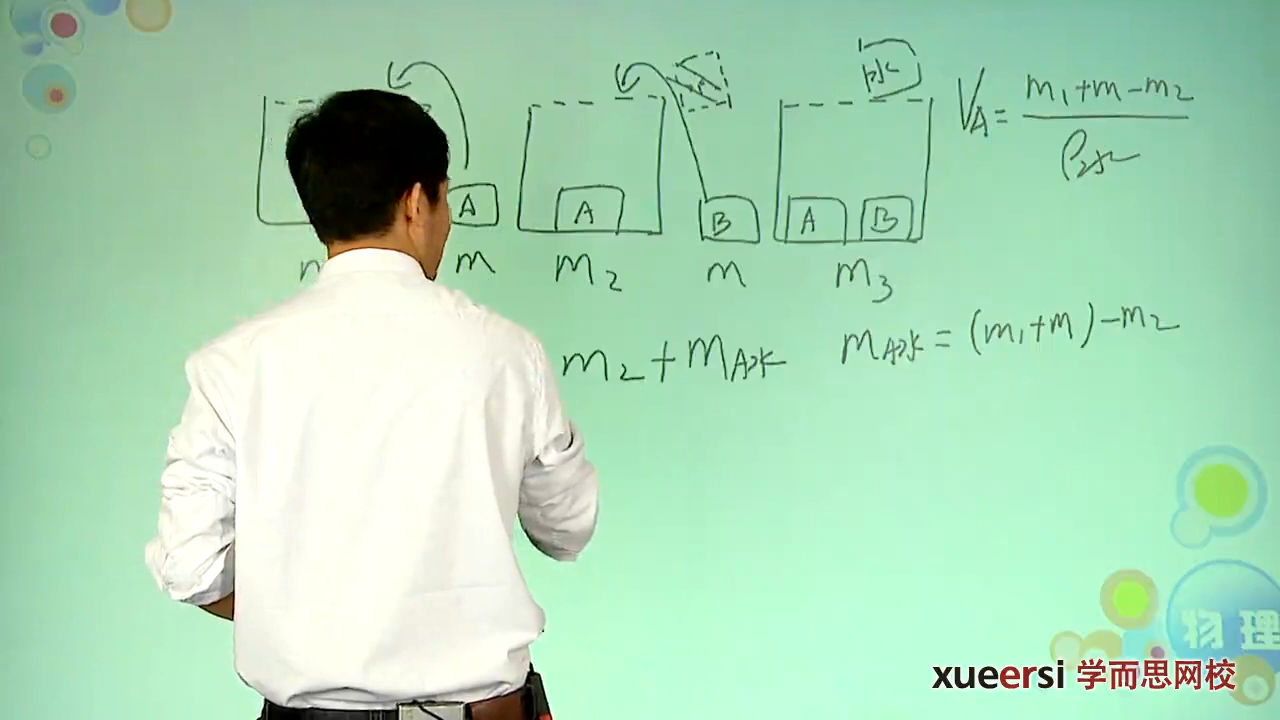 水
V_A = (m₁+m−m₂)/ρ水
A A B A B
m m₂ m m₃
m₂+m_A水 m_A水=(m₁+m)−m₂
物理
xueersi 学而思网校